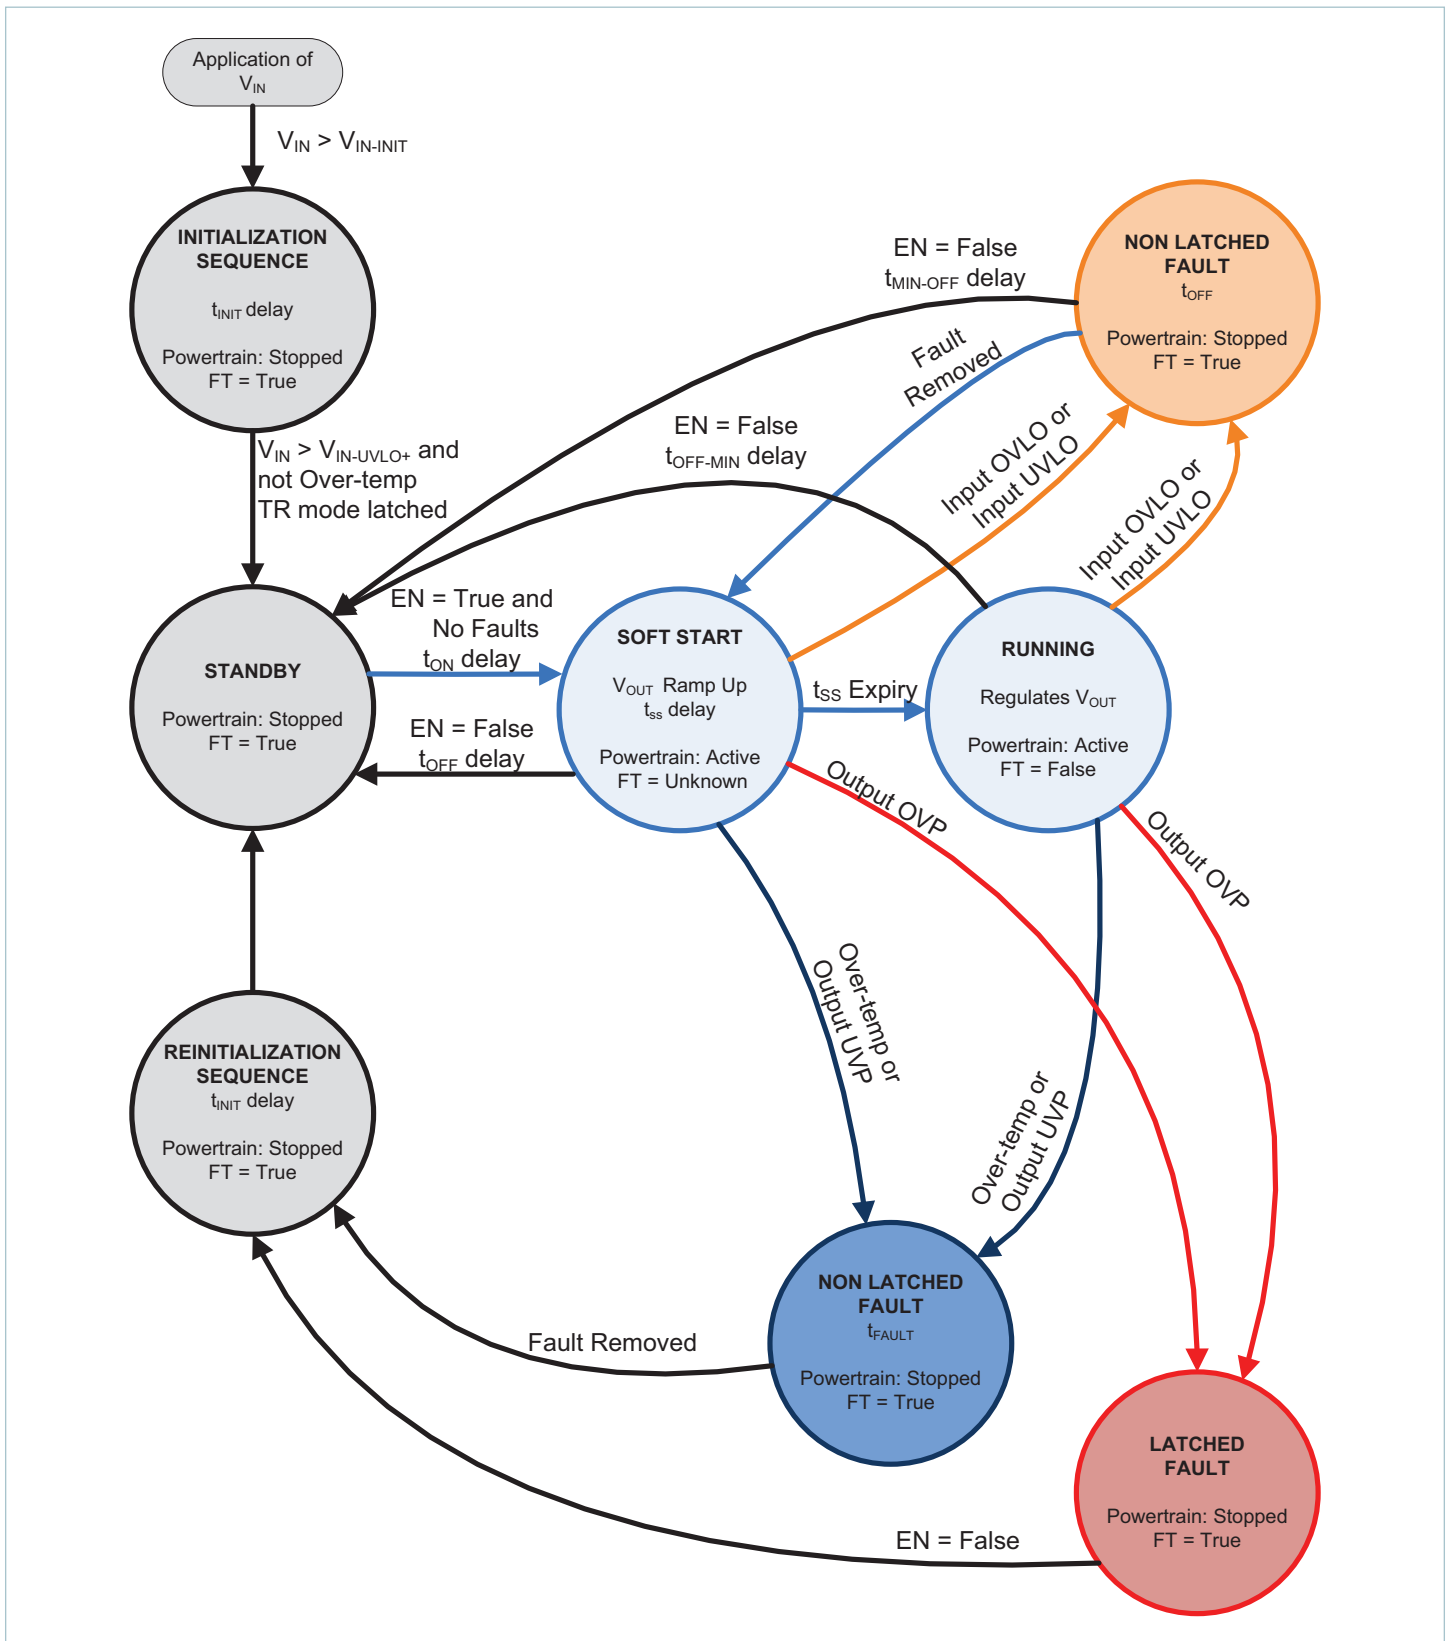 Application of
VIN
VIN > VIN-INIT
INITIALIZATION
SEQUENCE
tINIT delay
Powertrain: Stopped
FT = True
VIN > VIN-UVLO+ and
not Over-temp
TR mode latched
EN = False
tMIN-OFF delay
NON LATCHED
FAULT
tOFF
Powertrain: Stopped
FT = True
Fault
Removed
EN = False
tOFF-MIN delay
Input OVLO or
Input UVLO
Input OVLO or
Input UVLO
STANDBY
Powertrain: Stopped
FT = True
EN = True and
No Faults
tON delay
EN = False
tOFF delay
SOFT START
VOUT Ramp Up
tss delay
Powertrain: Active
FT = Unknown
tSS Expiry
RUNNING
Regulates VOUT
Powertrain: Active
FT = False
Output OVP
Output OVP
Over-temp or
Output UVP
Over-temp or
Output UVP
REINITIALIZATION
SEQUENCE
tINIT delay
Powertrain: Stopped
FT = True
Fault Removed
NON LATCHED
FAULT
tFAULT
Powertrain: Stopped
FT = True
EN = False
LATCHED
FAULT
Powertrain: Stopped
FT = True